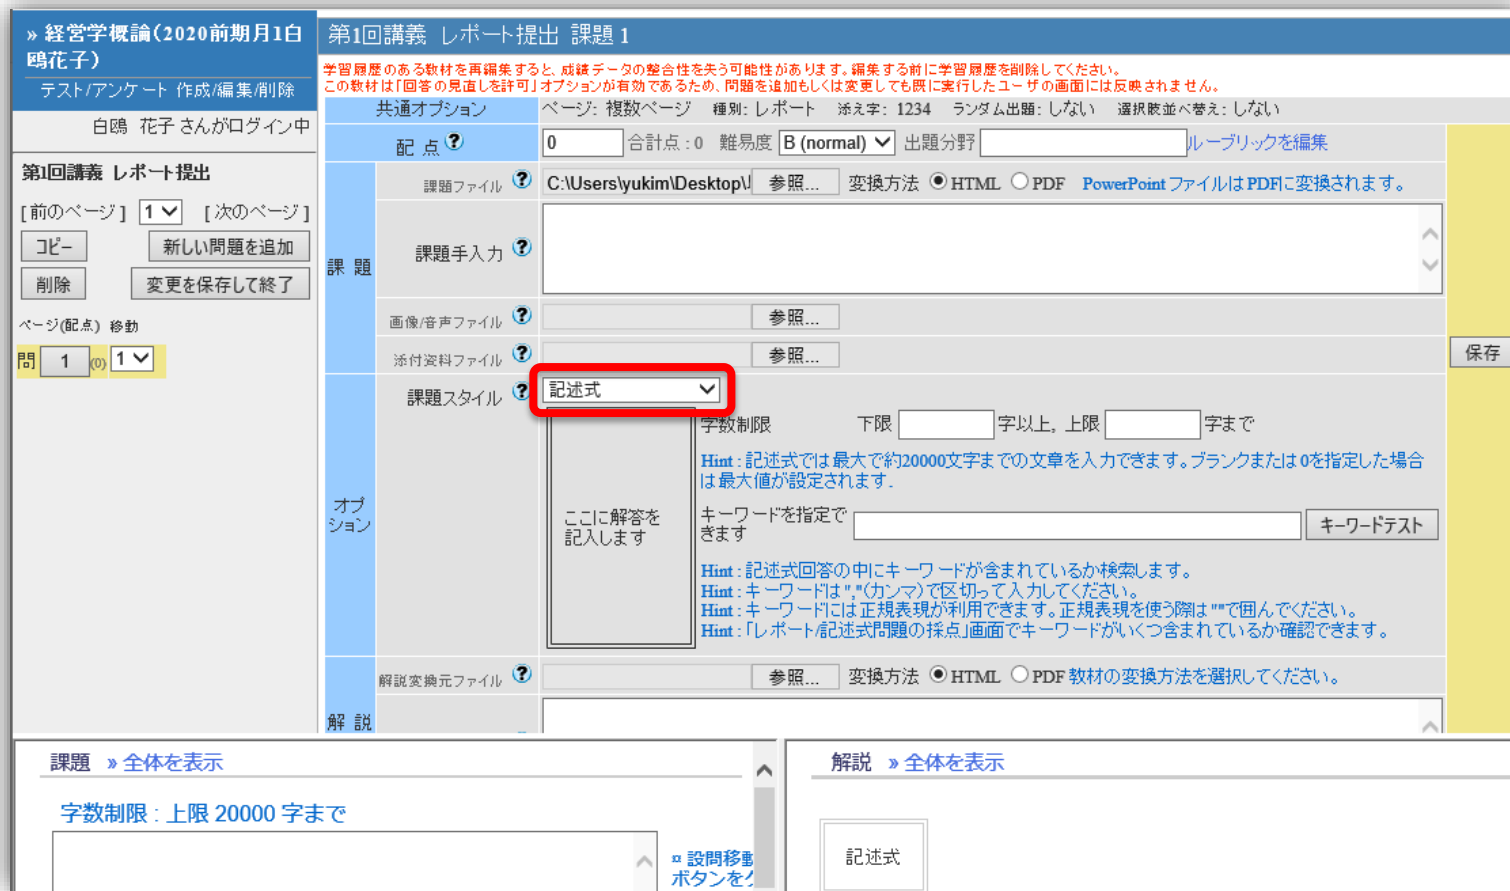 » 経営学概論(2020前期月1白
鴎花子)
テスト/アンケート 作成/編集/削除
白鴎 花子 さんがログイン中
第1回講義 レポート提出
[前のページ] 1 [次のページ]
コピー 新しい問題を追加
削除 変更を保存して終了
ページ(配点) 移動
問 1 (0) 1
第1回講義 レポート提出 課題 1
学習履歴のある教材を再編集すると、成績データの整合性を失う可能性があります。編集する前に学習履歴を削除してください。
この教材は「回答の見直しを許可」オプションが有効であるため、問題を追加もしくは変更しても既に実行したユーザの画面には反映されません。
共通オプション ページ: 複数ページ 種別: レポート 添え字: 1234 ランダム出題: しない 選択肢並べ替え: しない
配 点 ? 0 合計点 : 0 難易度 B (normal) 出題分野 ルーブリックを編集
課 題
課題ファイル ? C:\Users\yukim\Desktop\ 参照... 変換方法 HTML PDF PowerPoint ファイルは PDFに変換されます。
課題手入力 ?
画像/音声ファイル ? 参照...
添付資料ファイル ? 参照...
保存
オプ
ション
課題スタイル ? 記述式
ここに解答を
記入します
字数制限 下限 字以上, 上限 字まで
Hint : 記述式では最大で約20000文字までの文章を入力できます。ブランクまたは0を指定した場合
は最大値が設定されます.
キーワードを指定で
きます キーワードテスト
Hint : 記述式回答の中にキーワードが含まれているか検索します。
Hint : キーワードは ","(カンマ)で区切って入力してください。
Hint : キーワードには正規表現が利用できます。正規表現を使う際は ""で囲んでください。
Hint : 「レポート/記述式問題の採点」画面でキーワードがいくつ含まれているか確認できます。
解 説
解説変換元ファイル ? 参照... 変換方法 HTML PDF 教材の変換方法を選択してください。
課題 » 全体を表示
字数制限 : 上限 20000 字まで
¤ 設問移動
ボタンを
解説 » 全体を表示
記述式